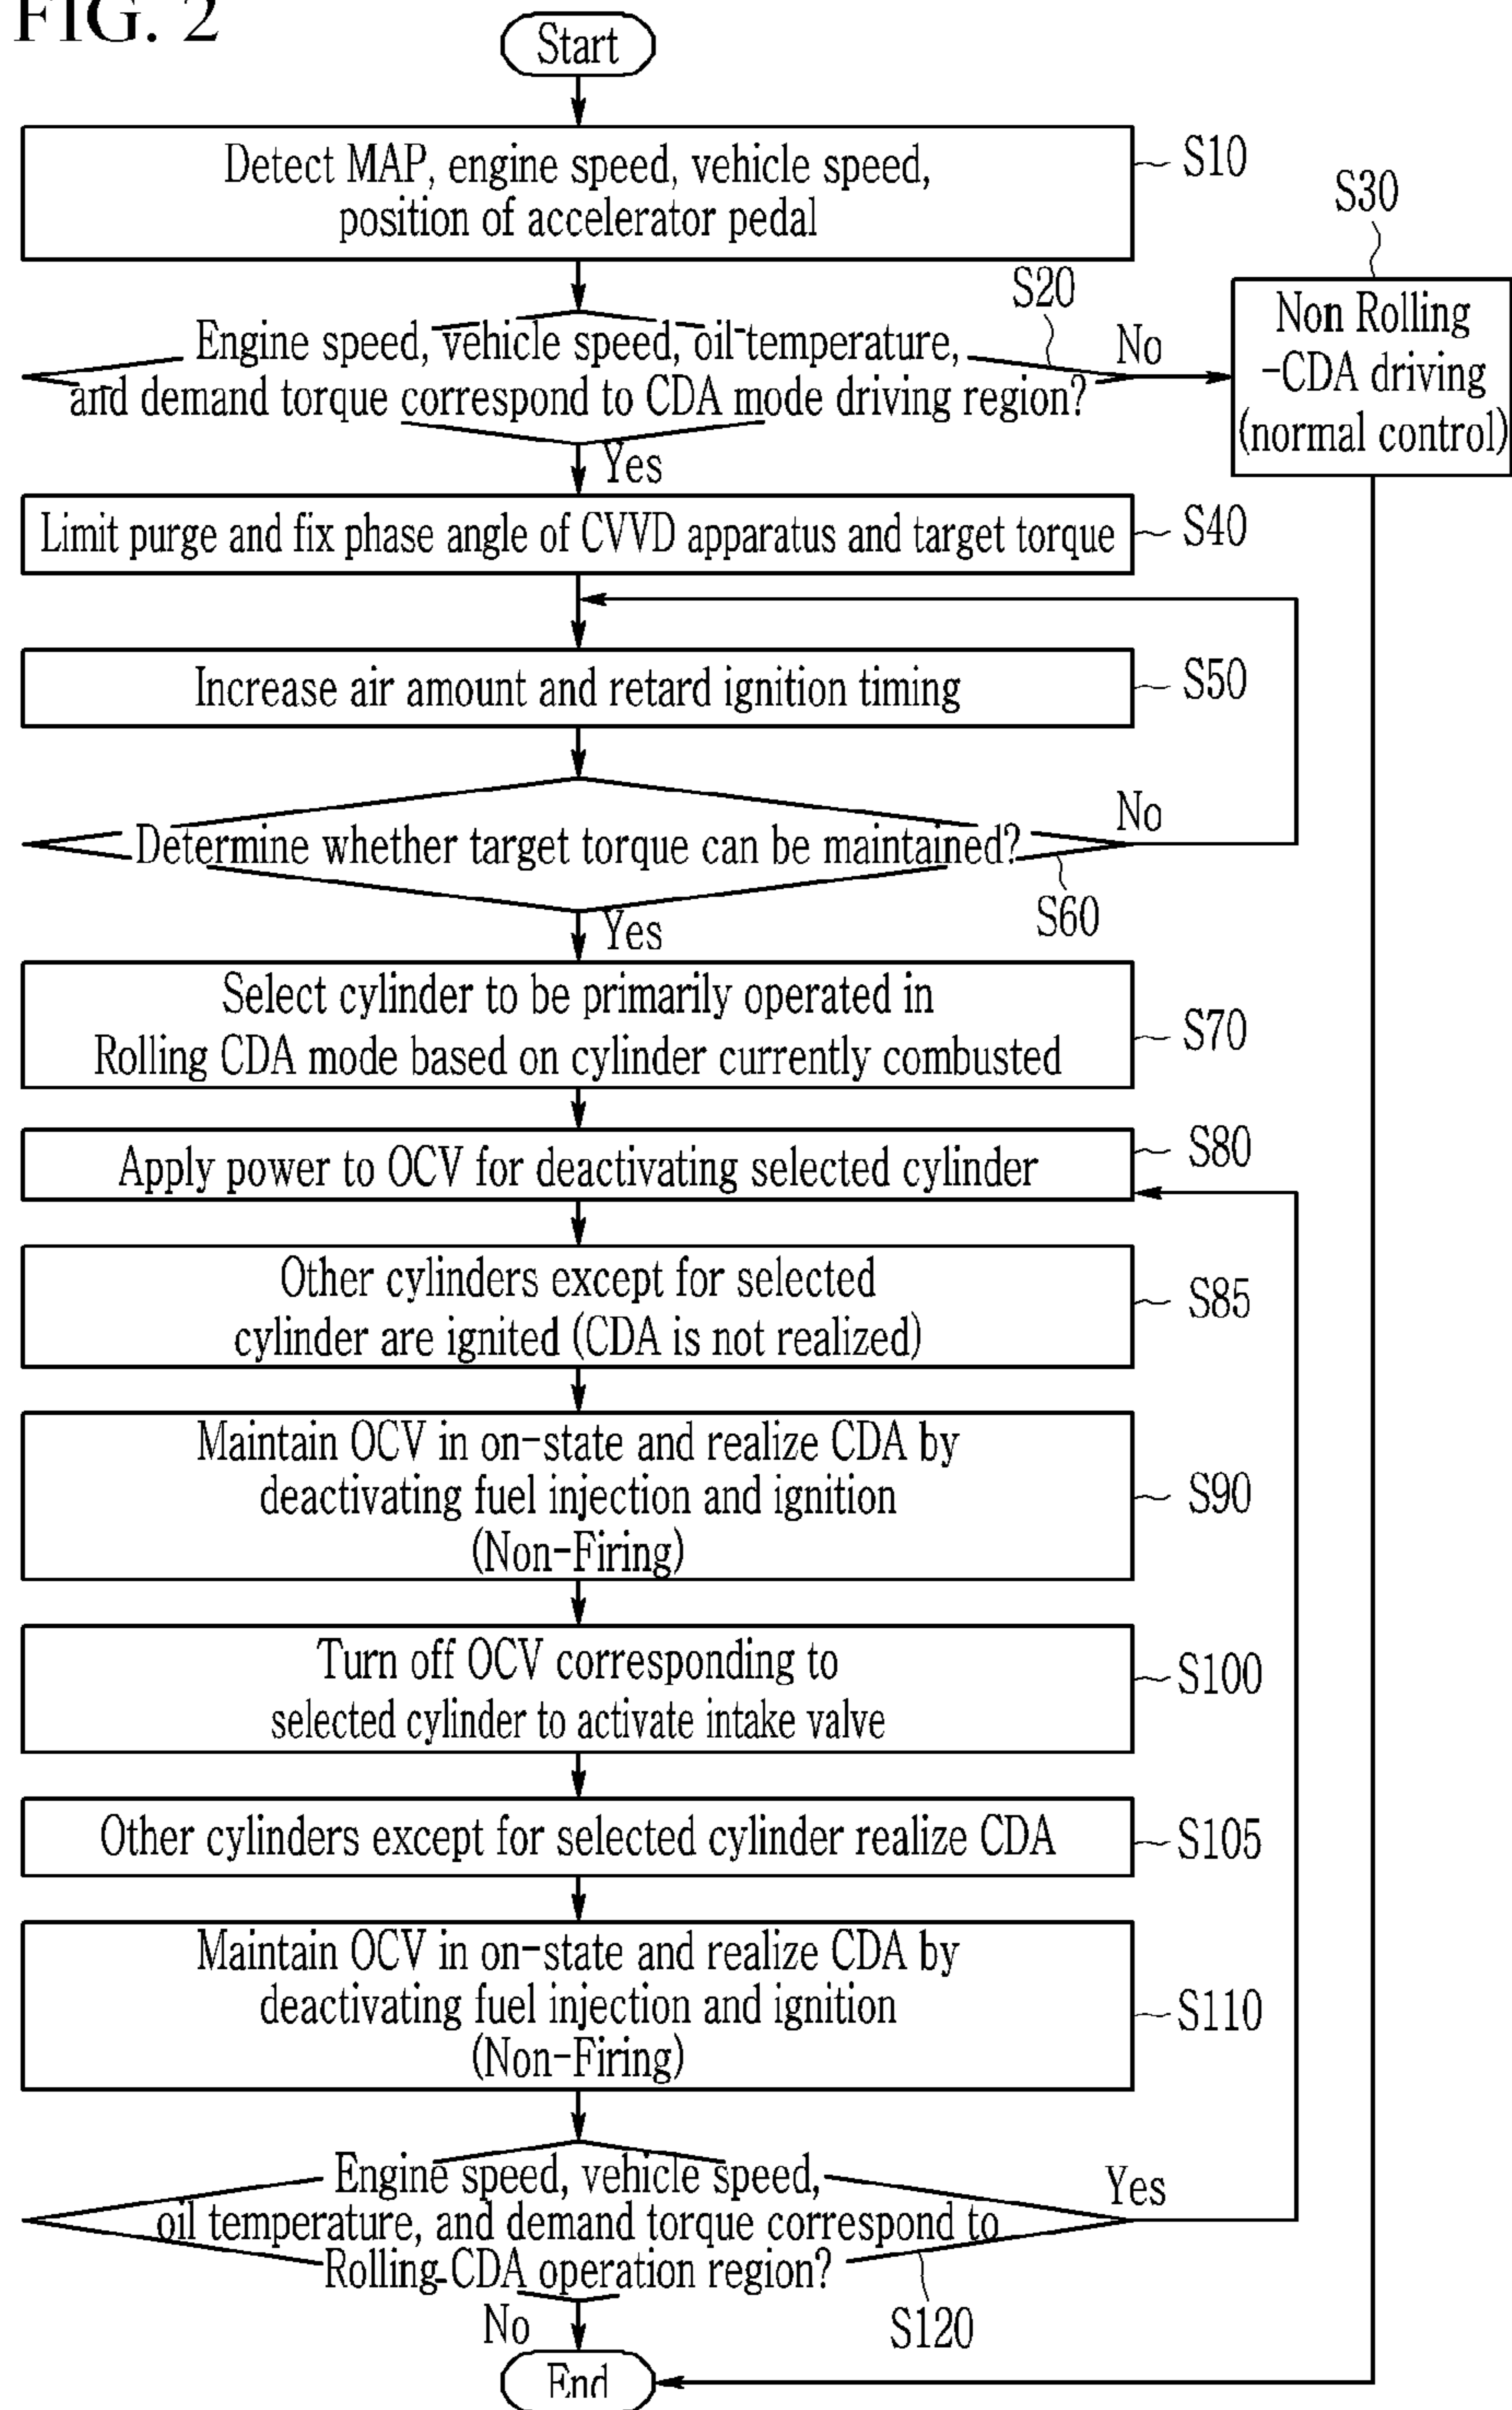 FIG. 2
Start
Detect MAP, engine speed, vehicle speed,
position of accelerator pedal
S10
S30
Non Rolling
-CDA driving
(normal control)
S20
Engine speed, vehicle speed, oil temperature,
and demand torque correspond to CDA mode driving region?
No
Yes
Limit purge and fix phase angle of CVVD apparatus and target torque
S40
Increase air amount and retard ignition timing
S50
Determine whether target torque can be maintained?
No
S60
Yes
Select cylinder to be primarily operated in
Rolling CDA mode based on cylinder currently combusted
S70
Apply power to OCV for deactivating selected cylinder
S80
Other cylinders except for selected
cylinder are ignited (CDA is not realized)
S85
Maintain OCV in on-state and realize CDA by
deactivating fuel injection and ignition
(Non-Firing)
S90
Turn off OCV corresponding to
selected cylinder to activate intake valve
S100
Other cylinders except for selected cylinder realize CDA
S105
Maintain OCV in on-state and realize CDA by
deactivating fuel injection and ignition
(Non-Firing)
S110
Engine speed, vehicle speed,
oil temperature, and demand torque correspond to
Rolling-CDA operation region?
Yes
S120
No
End